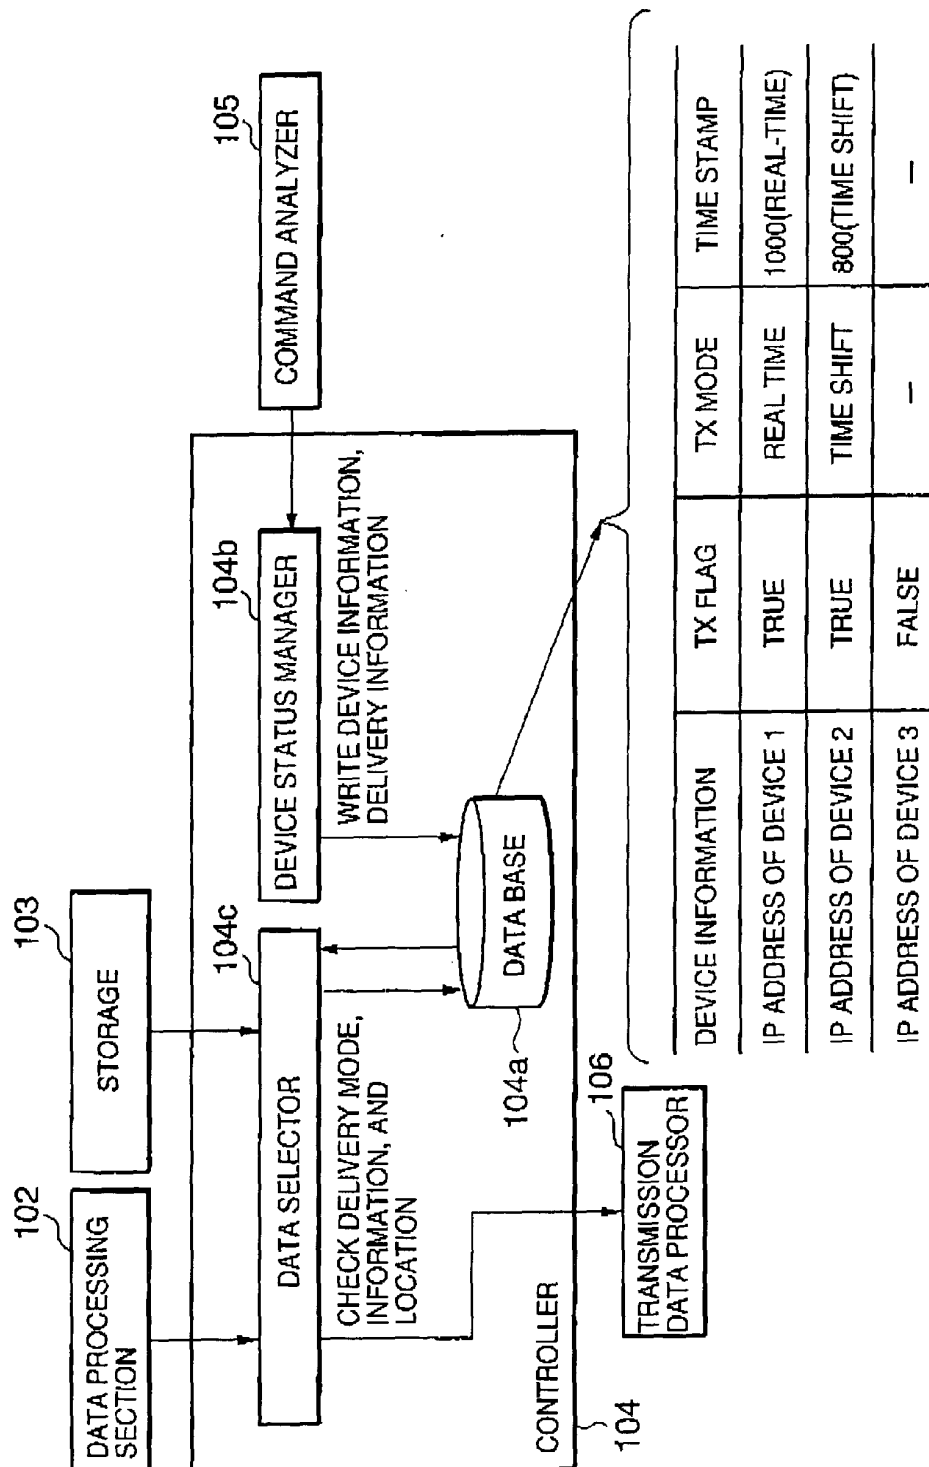 102
DATA PROCESSING
SECTION
103
STORAGE
105
COMMAND ANALYZER
104c
DATA SELECTOR
104b
DEVICE STATUS MANAGER
CHECK DELIVERY MODE,
INFORMATION, AND
LOCATION
WRITE DEVICE INFORMATION,
DELIVERY INFORMATION
DATA BASE
104a
CONTROLLER
104
106
TRANSMISSION
DATA PROCESSOR
DEVICE INFORMATION TX FLAG TX MODE TIME STAMP
IP ADDRESS OF DEVICE 1 TRUE REAL TIME 1000(REAL-TIME)
IP ADDRESS OF DEVICE 2 TRUE TIME SHIFT 800(TIME SHIFT)
IP ADDRESS OF DEVICE 3 FALSE — —